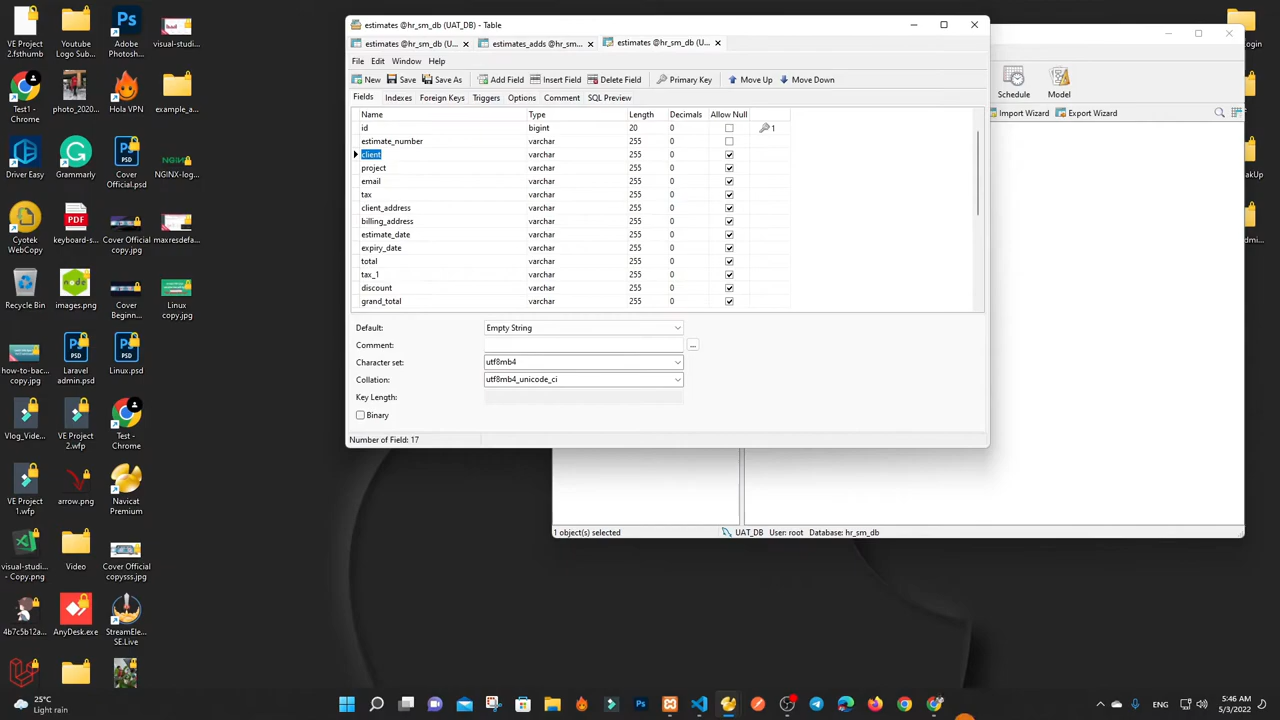 estimates @hr_sm_db (UAT_DB) - Table
estimates @hr_sm_db (U...
estimates_adds @hr_sm...
estimates @hr_sm_db (U...
File Edit Window Help
New Save Save As Add Field Insert Field Delete Field Primary Key Move Up Move Down
Fields Indexes Foreign Keys Triggers Options Comment SQL Preview
Name Type Length Decimals Allow Null
id bigint 20 0 1
estimate_number varchar 255 0
client varchar 255 0
project varchar 255 0
email varchar 255 0
tax varchar 255 0
client_address varchar 255 0
billing_address varchar 255 0
estimate_date varchar 255 0
expiry_date varchar 255 0
total varchar 255 0
tax_1 varchar 255 0
discount varchar 255 0
grand_total varchar 255 0
Default: Empty String
Comment: ...
Character set: utf8mb4
Collation: utf8mb4_unicode_ci
Key Length:
Binary
Number of Field: 17
Schedule
Model
Import Wizard Export Wizard
1 object(s) selected UAT_DB User: root Database: hr_sm_db
VE Project
2.fsthumb
Youtube
Logo Sub...
Adobe
Photosh...
visual-studi...
Test1 -
Chrome
photo_2020...
mp...
Hola VPN
example_a...
Driver Easy
Grammarly
Cover
Official.psd
NGINX-log...
Cyotek
WebCopy
PDF
keyboard-s...
Cover Official
copy.jpg
maxresdefa...
Recycle Bin
images.png
Cover
Beginn...
Linux
copy.jpg
how-to-bac...
copy.jpg
Laravel
admin.psd
Linux.psd
Vlog_Vide...
VE Project
2.wfp
Test -
Chrome
VE Project
1.wfp
arrow.png
Navicat
Premium
visual-studi...
- Copy.png
Video
Cover Official
copysss.jpg
4b7c5b12a...
AnyDesk.exe
StreamEle...
SE.Live
25°C
Light rain
ENG
5:46 AM
5/3/2022